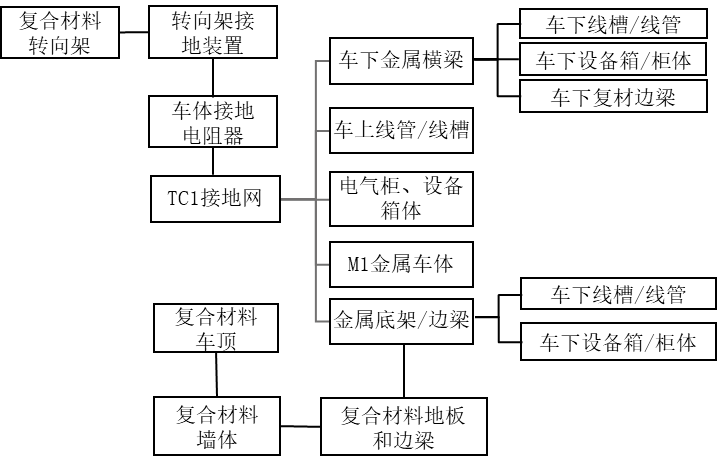 复合材料
转向架
转向架接
地装置
车体接地
电阻器
TC1接地网
车下金属横梁
车下线槽/线管
车下设备箱/柜体
车下复材边梁
车上线管/线槽
电气柜、设备
箱体
M1金属车体
金属底架/边梁
车下线槽/线管
车下设备箱/柜体
复合材料
车顶
复合材料
墙体
复合材料地板
和边梁